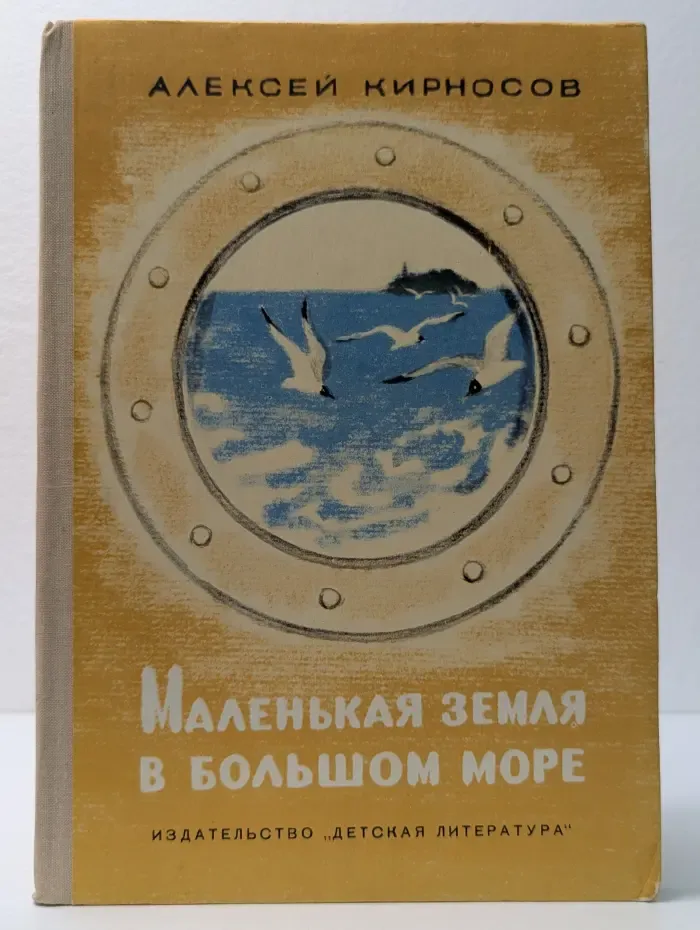 АЛЕКСЕЙ КИРНОСОВ
МАЛЕНЬКАЯ ЗЕМЛЯ
В БОЛЬШОМ МОРЕ
ИЗДАТЕЛЬСТВО „ДЕТСКАЯ ЛИТЕРАТУРА“